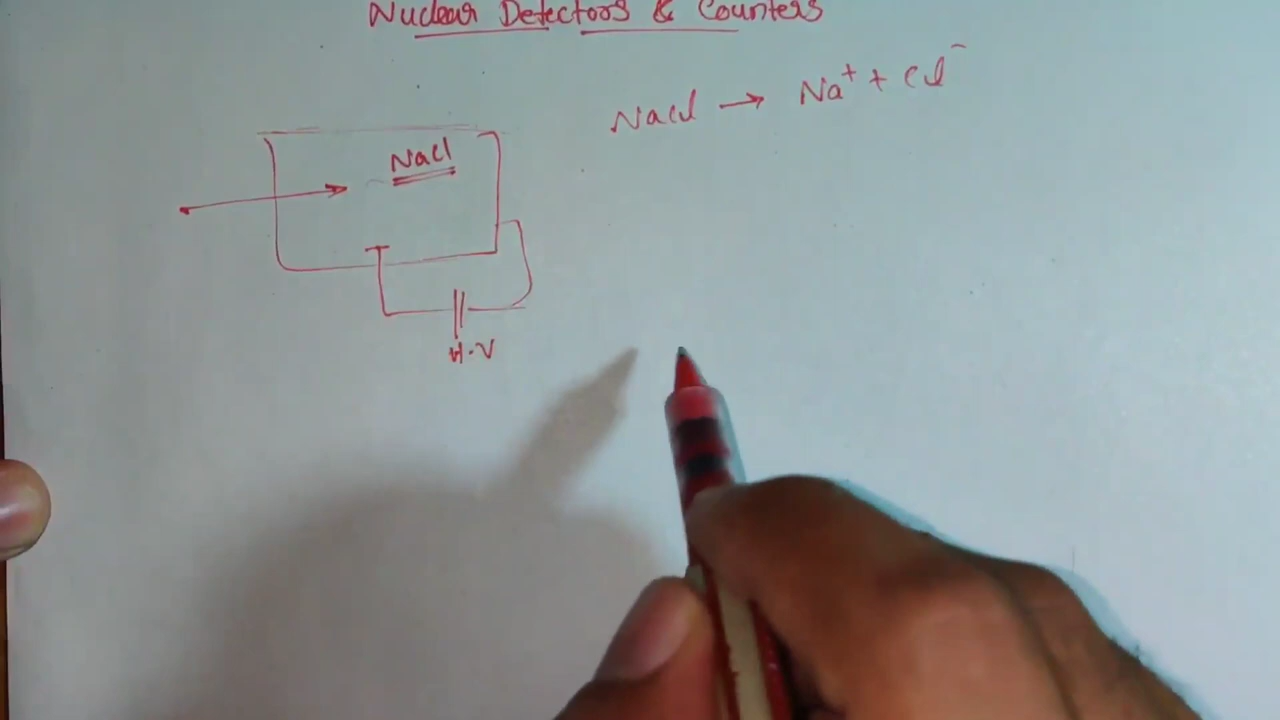 Nuclear Detectors & Counters
NaCl → Na⁺ + Cl⁻
NaCl
H.V